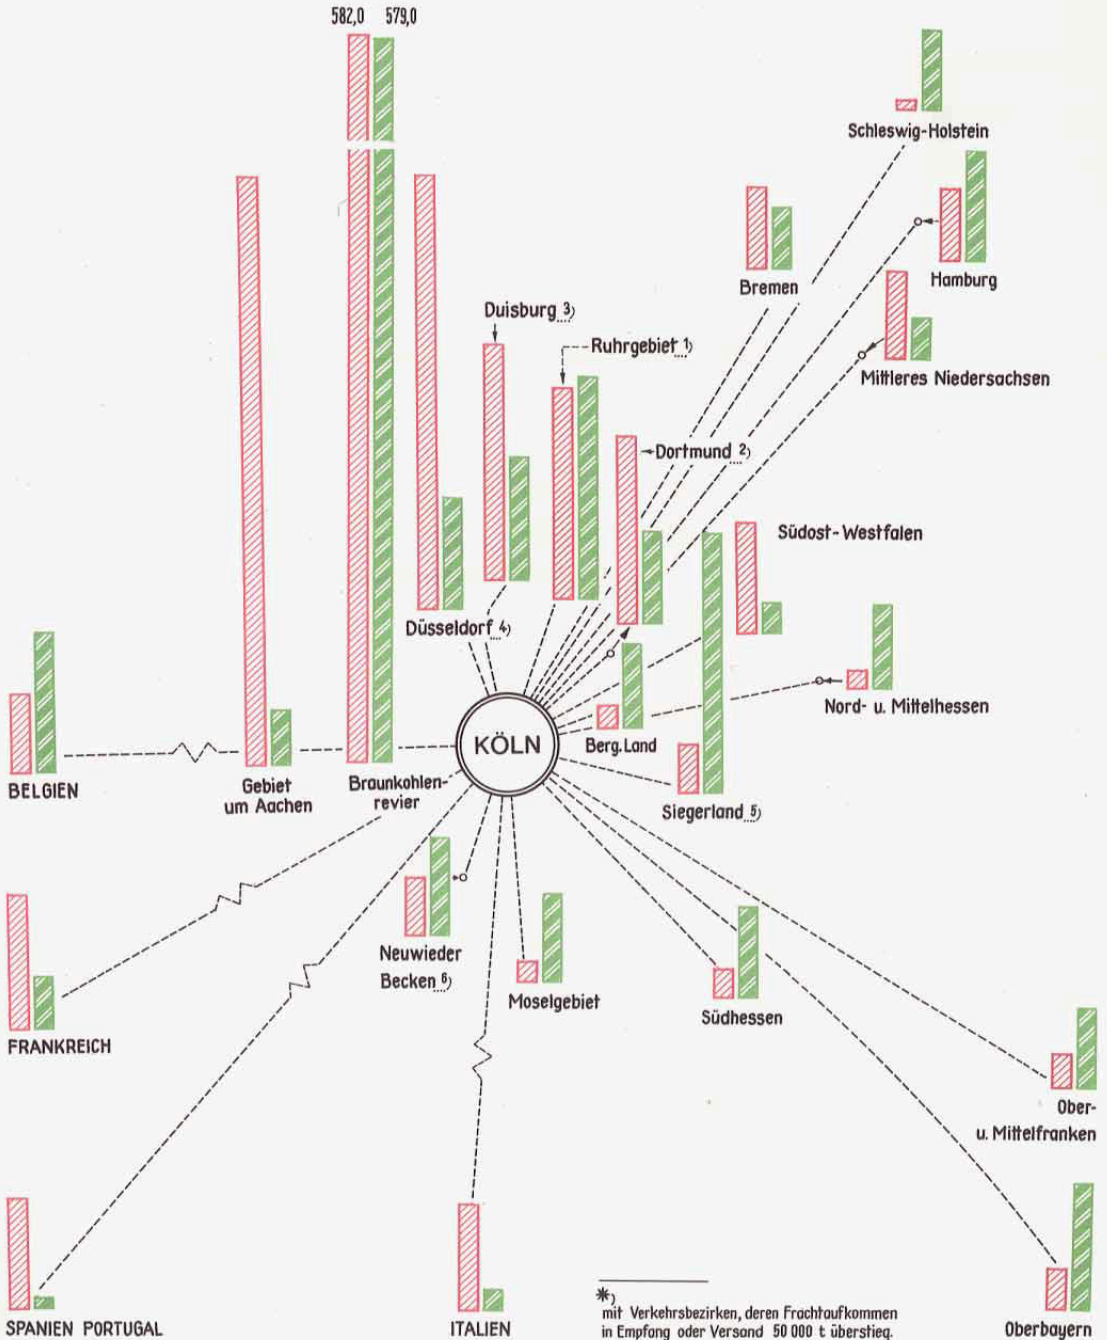 582,0 579,0
Schleswig-Holstein
Bremen
Hamburg
Duisburg 3)
Ruhrgebiet 1)
Mittleres Niedersachsen
Dortmund 2)
Südost-Westfalen
Düsseldorf 4)
Nord- u. Mittelhessen
KÖLN
Berg. Land
BELGIEN
Gebiet
um Aachen
Braunkohlen-
revier
Siegerland 5)
Neuwieder
Becken 6)
Moselgebiet
Südhessen
FRANKREICH
Ober-
u. Mittelfranken
*)
mit Verkehrsbezirken, deren Frachtaufkommen
in Empfang oder Versand 50 000 t überstieg.
SPANIEN PORTUGAL
ITALIEN
Oberbayern